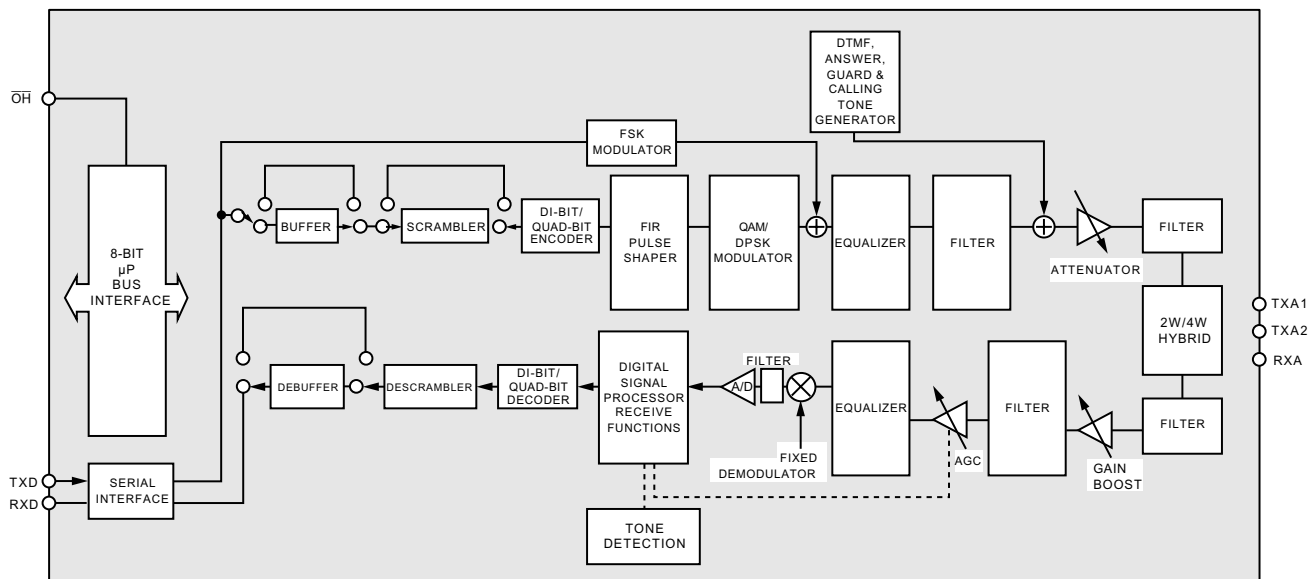 DTMF,
ANSWER,
GUARD &
CALLING
TONE
GENERATOR
OH
FSK
MODULATOR
BUFFER
SCRAMBLER
DI-BIT/
QUAD-BIT
ENCODER
FIR
PULSE
SHAPER
QAM/
DPSK
MODULATOR
EQUALIZER
FILTER
ATTENUATOR
FILTER
8-BIT
µP
BUS
INTERFACE
2W/4W
HYBRID
TXA1
TXA2
RXA
DEBUFFER
DESCRAMBLER
DI-BIT/
QUAD-BIT
DECODER
DIGITAL
SIGNAL
PROCESSOR
RECEIVE
FUNCTIONS
A/D
FILTER
FIXED
DEMODULATOR
EQUALIZER
AGC
FILTER
GAIN
BOOST
FILTER
TXD
RXD
SERIAL
INTERFACE
TONE
DETECTION